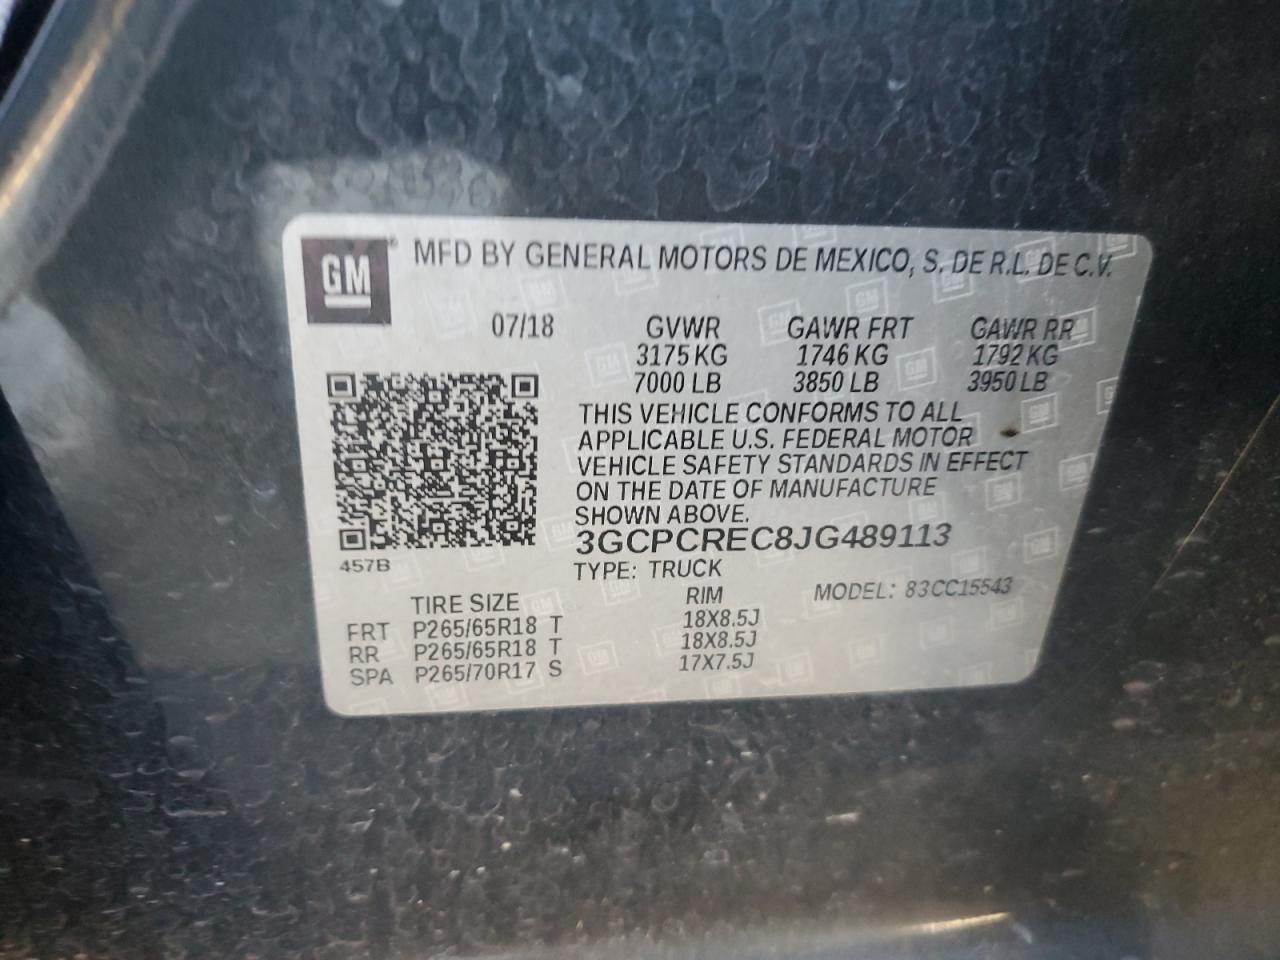 GM® MFD BY GENERAL MOTORS DE MEXICO, S. DE R.L. DE C.V.
07/18 GVWR GAWR FRT GAWR RR
3175 KG 1746 KG 1792 KG
7000 LB 3850 LB 3950 LB
THIS VEHICLE CONFORMS TO ALL
APPLICABLE U.S. FEDERAL MOTOR
VEHICLE SAFETY STANDARDS IN EFFECT
ON THE DATE OF MANUFACTURE
SHOWN ABOVE.
3GCPCREC8JG489113
457B TYPE: TRUCK
TIRE SIZE RIM MODEL: 83CC15543
FRT P265/65R18 T 18X8.5J
RR P265/65R18 T 18X8.5J
SPA P265/70R17 S 17X7.5J